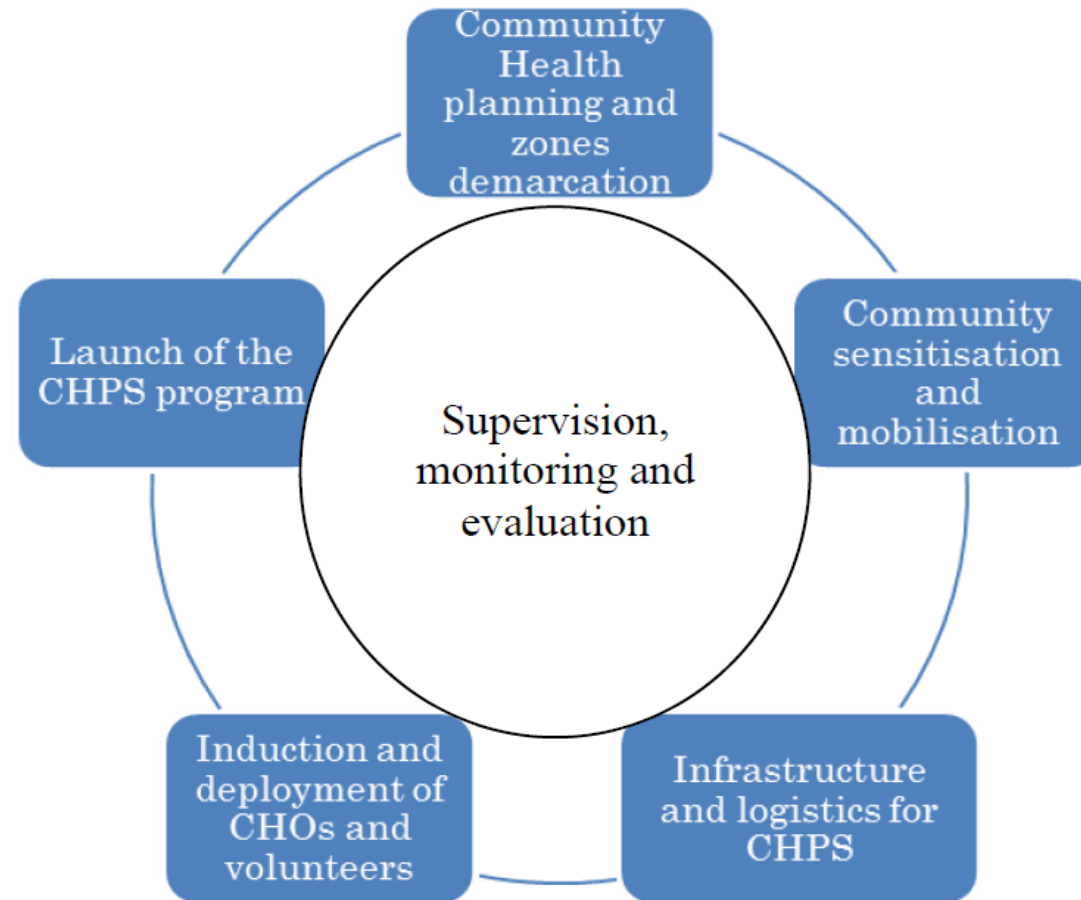 Community
Health
planning and
zones
demarcation
Community
sensitisation
and
mobilisation
Infrastructure
and logistics for
CHPS
Induction and
deployment of
CHOs and
volunteers
Launch of the
CHPS program
Supervision,
monitoring and
evaluation